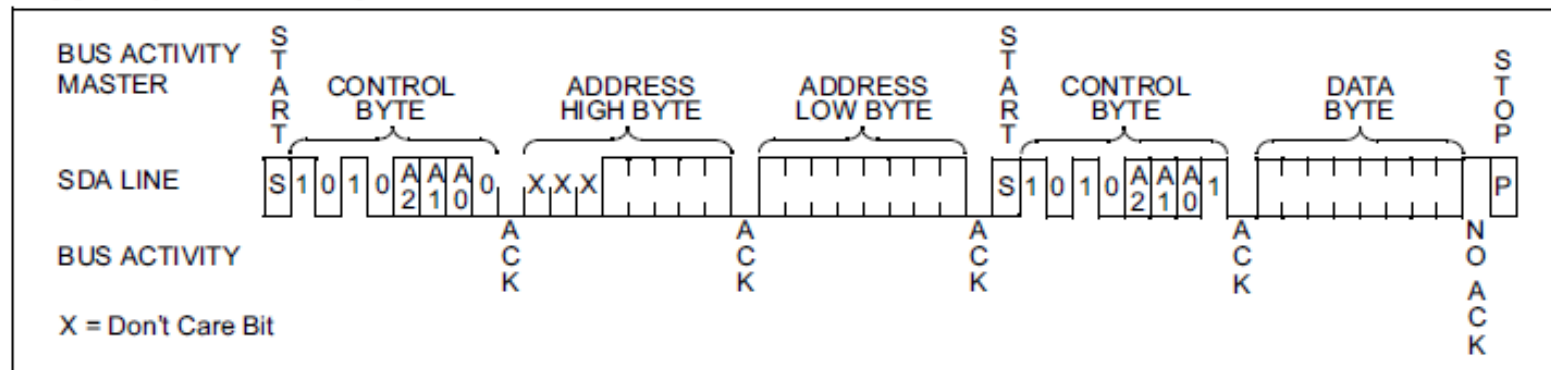 BUS ACTIVITY
MASTER
START
CONTROL
BYTE
ADDRESS
HIGH BYTE
ADDRESS
LOW BYTE
START
CONTROL
BYTE
DATA
BYTE
STOP
SDA LINE
S 1 0 1 0 A2 A1 A0 0 X X X S 1 0 1 0 A2 A1 A0 1 P
BUS ACTIVITY
ACK
ACK
ACK
ACK
NO ACK
X = Don't Care Bit